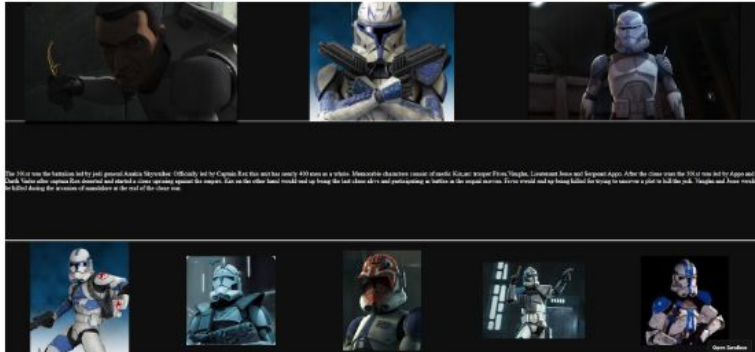 The 501st was the battalion led by jedi general Anakin Skywalker. Officially led by Captain Rex this unit has nearly 400 men as a whole. Memorable characters consist of medic Kix,arc trooper Fives,Vaughn, Lieutenant Jesse and Sergeant Appo. After the clone wars the 501st was led by Appo and
Darth Vader after captain Rex deserted and started a clone uprising against the empire. Kix on the other hand would end up being the last clone alive and participating in battles in the sequel movies. Fives would end up being killed for trying to uncover a plot to kill the jedi. Vaughn and Jesse would
be killed during the invasion of mandalore at the end of the clone war.
Open Sandbox